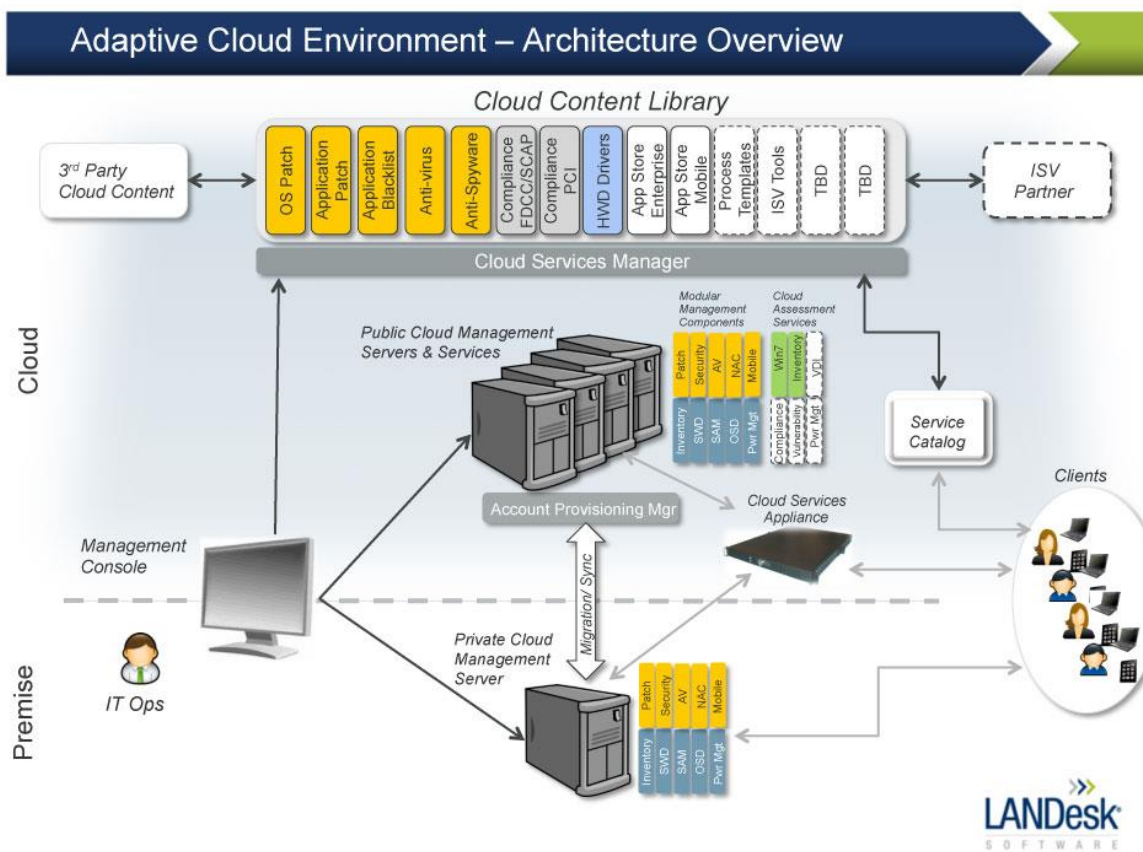 Adaptive Cloud Environment – Architecture Overview
Cloud Content Library
3rd Party
Cloud Content
OS Patch
Application
Patch
Application
Blacklist
Anti-virus
Anti-Spyware
Compliance
FDCC/SCAP
Compliance
PCI
HWD Drivers
App Store
Enterprise
App Store
Mobile
Process
Templates
ISV Tools
TBD
TBD
ISV
Partner
Cloud Services Manager
Cloud
Public Cloud Management
Servers & Services
Modular
Management
Components
Patch
Security
AV
NAC
Mobile
Inventory
SWD
SAM
OSD
Pwr Mgt
Cloud
Assessment
Services
Win7
Inventory
VDI
Compliance
Vulnerability
Pwr Mgt
Service
Catalog
Clients
Account Provisioning Mgr
Cloud Services
Appliance
Management
Console
Migration/ Sync
Premise
IT Ops
Private Cloud
Management
Server
Patch
Security
AV
NAC
Mobile
Inventory
SWD
SAM
OSD
Pwr Mgt
LANDesk®
SOFTWARE